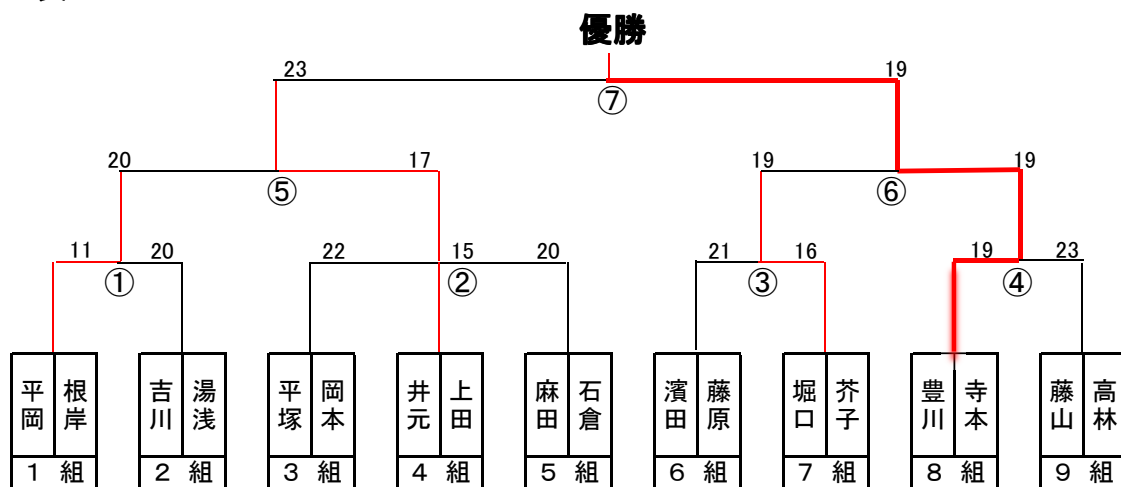 優勝
23 19
⑦
20 17 19 19
⑤ ⑥
11 20 22 15 20 21 16 19 23
① ② ③ ④
平岡 根岸 吉川 湯浅 平塚 岡本 井元 上田 麻田 石倉 濱田 藤原 堀口 芥子 豊川 寺本 藤山 高林
1 組 2 組 3 組 4 組 5 組 6 組 7 組 8 組 9 組